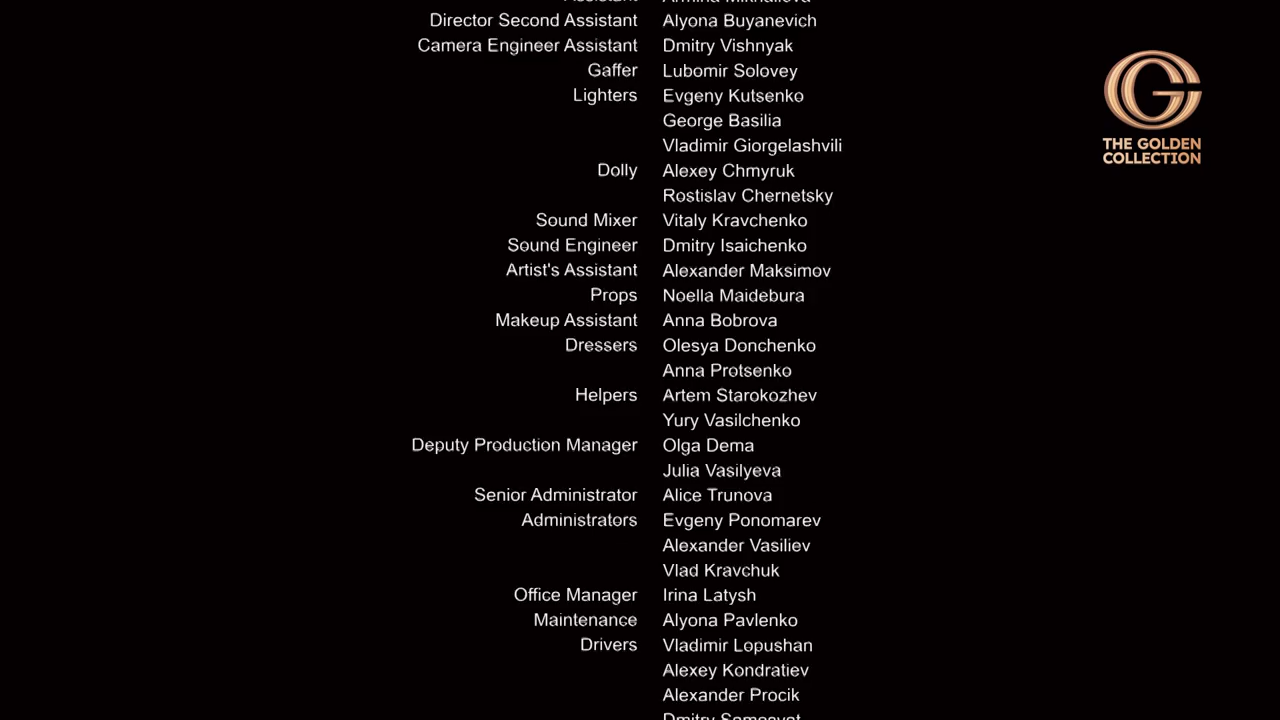 Director Second Assistant Alyona Buyanevich
Camera Engineer Assistant Dmitry Vishnyak
Gaffer Lubomir Solovey
Lighters Evgeny Kutsenko
George Basilia
Vladimir Giorgelashvili
Dolly Alexey Chmyruk
Rostislav Chernetsky
Sound Mixer Vitaly Kravchenko
Sound Engineer Dmitry Isaichenko
Artist's Assistant Alexander Maksimov
Props Noella Maidebura
Makeup Assistant Anna Bobrova
Dressers Olesya Donchenko
Anna Protsenko
Helpers Artem Starokozhev
Yury Vasilchenko
Deputy Production Manager Olga Dema
Julia Vasilyeva
Senior Administrator Alice Trunova
Administrators Evgeny Ponomarev
Alexander Vasiliev
Vlad Kravchuk
Office Manager Irina Latysh
Maintenance Alyona Pavlenko
Drivers Vladimir Lopushan
Alexey Kondratiev
Alexander Procik
Dmitry
THE GOLDEN
COLLECTION